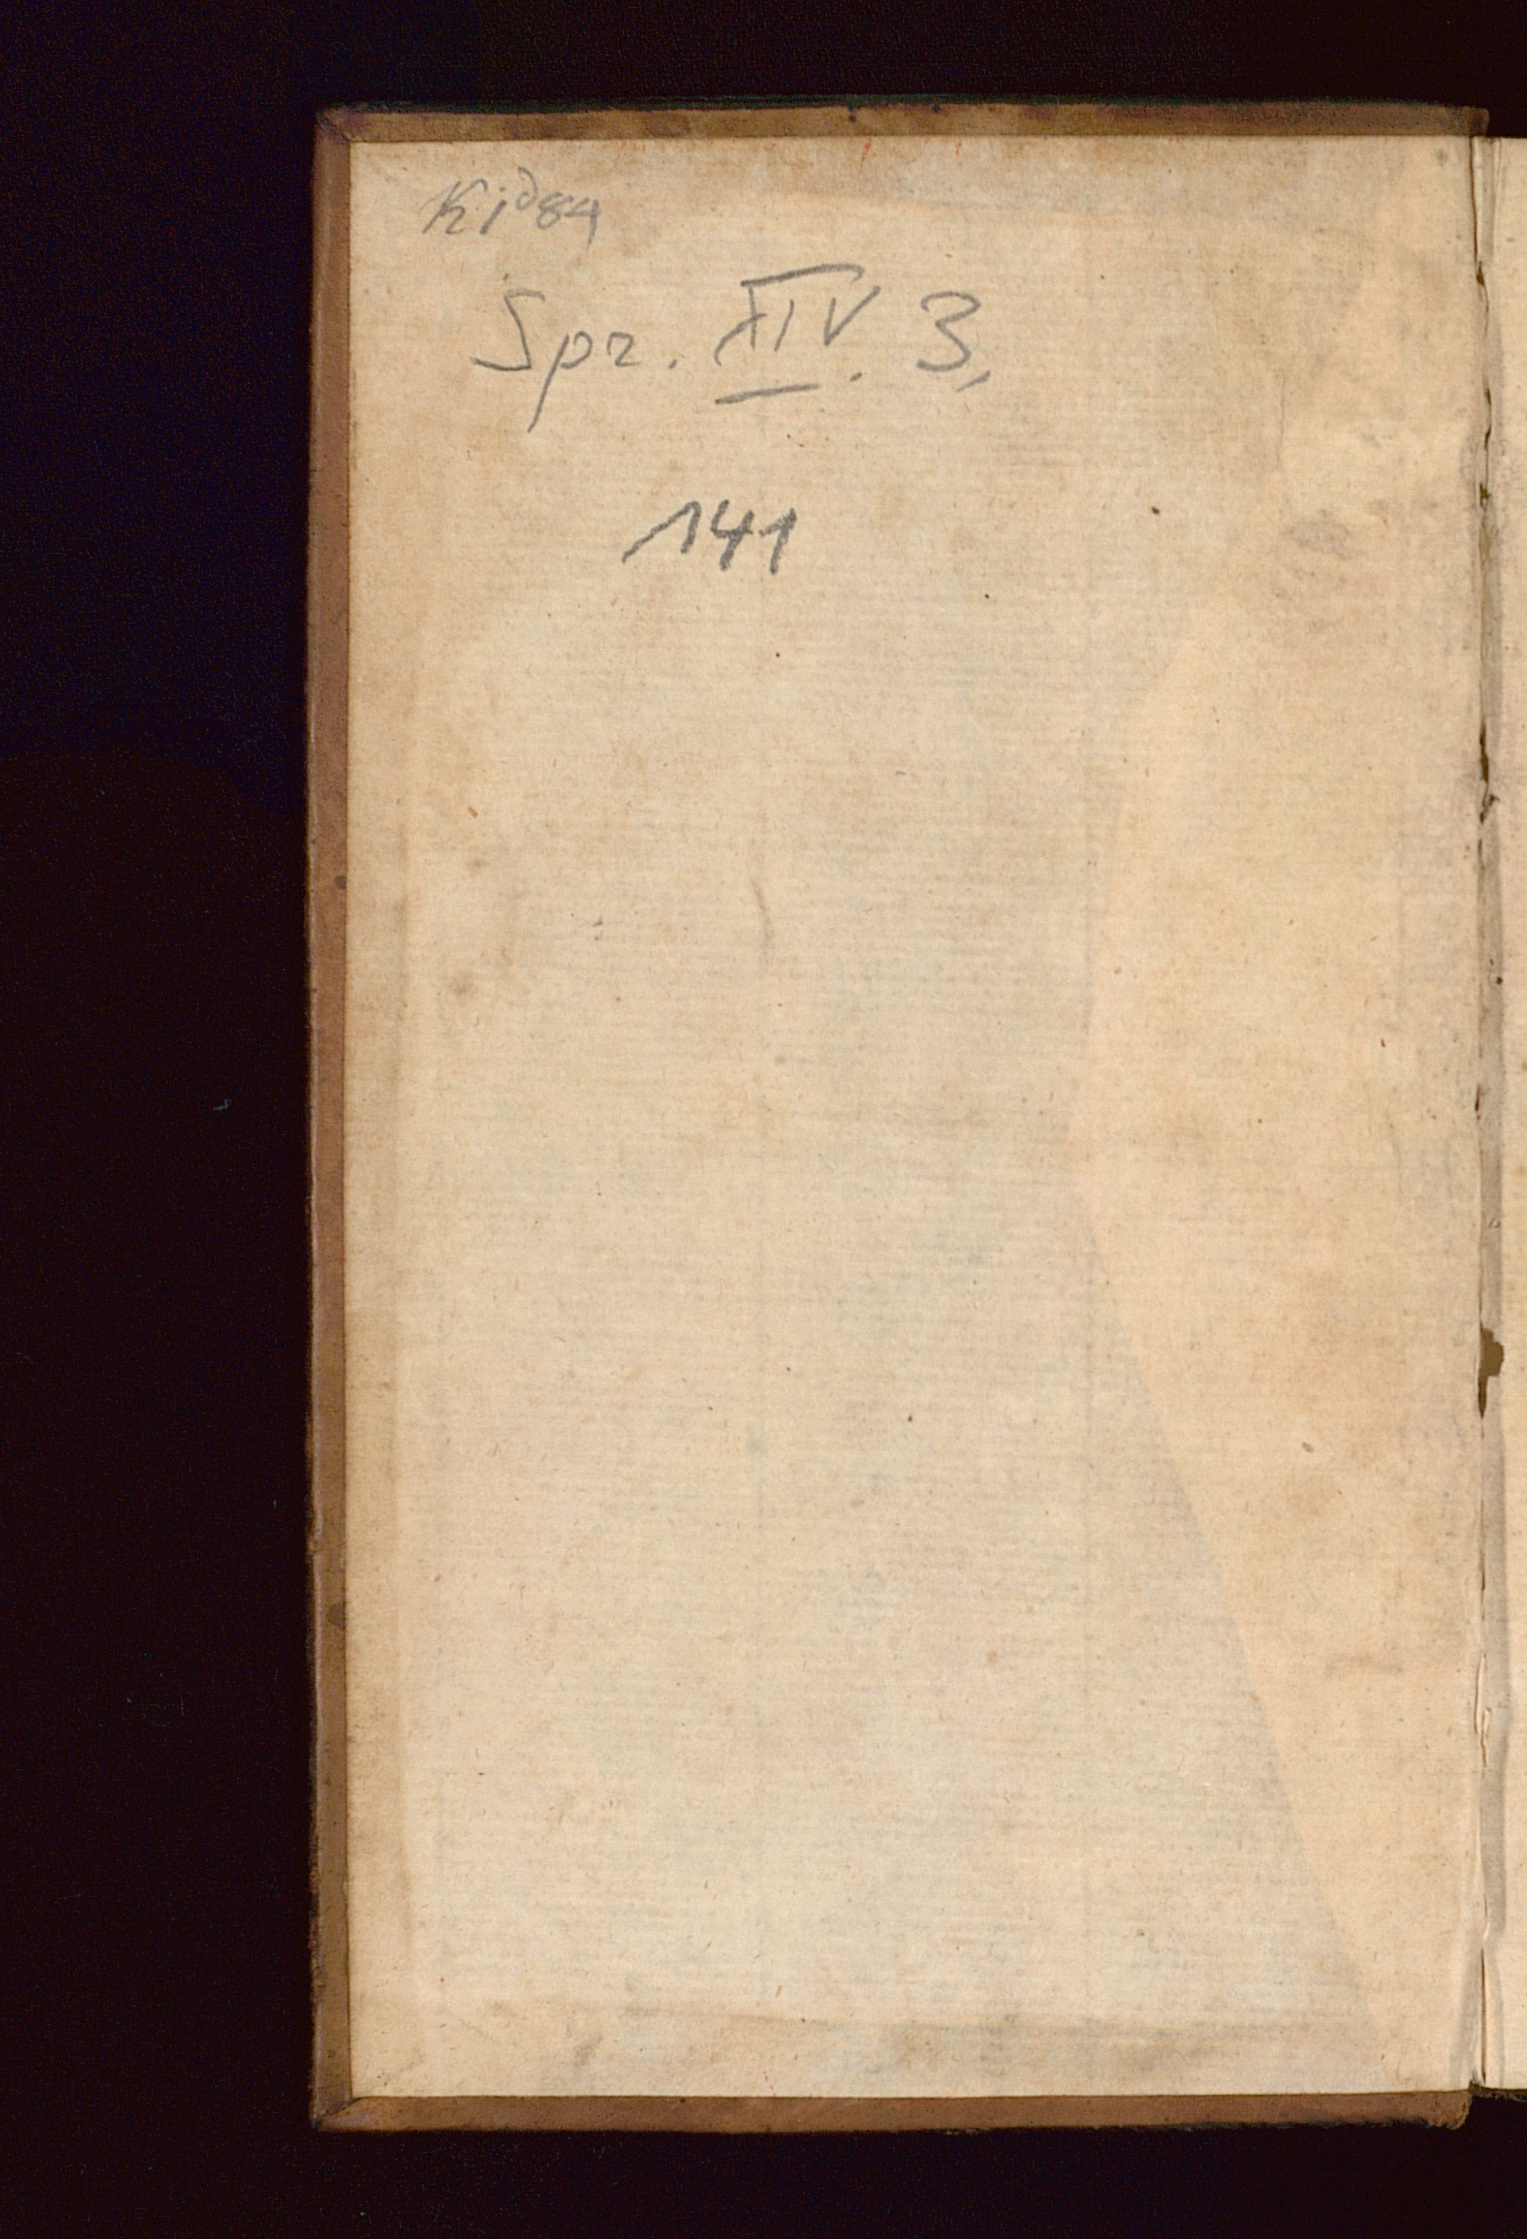 Ki d 84
Spr. XIV. 3,
141